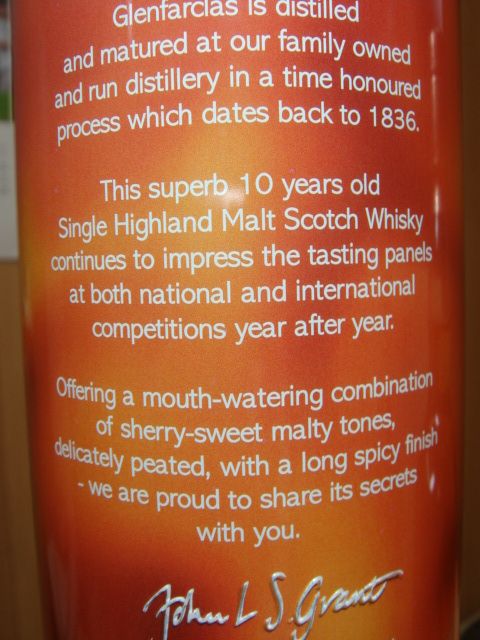 Glenfarclas is distilled
and matured at our family owned
and run distillery in a time honoured
process which dates back to 1836.
This superb 10 years old
Single Highland Malt Scotch Whisky
continues to impress the tasting panels
at both national and international
competitions year after year.
Offering a mouth-watering combination
of sherry-sweet malty tones,
delicately peated, with a long spicy finish
- we are proud to share its secrets
with you.
John L S. Grant